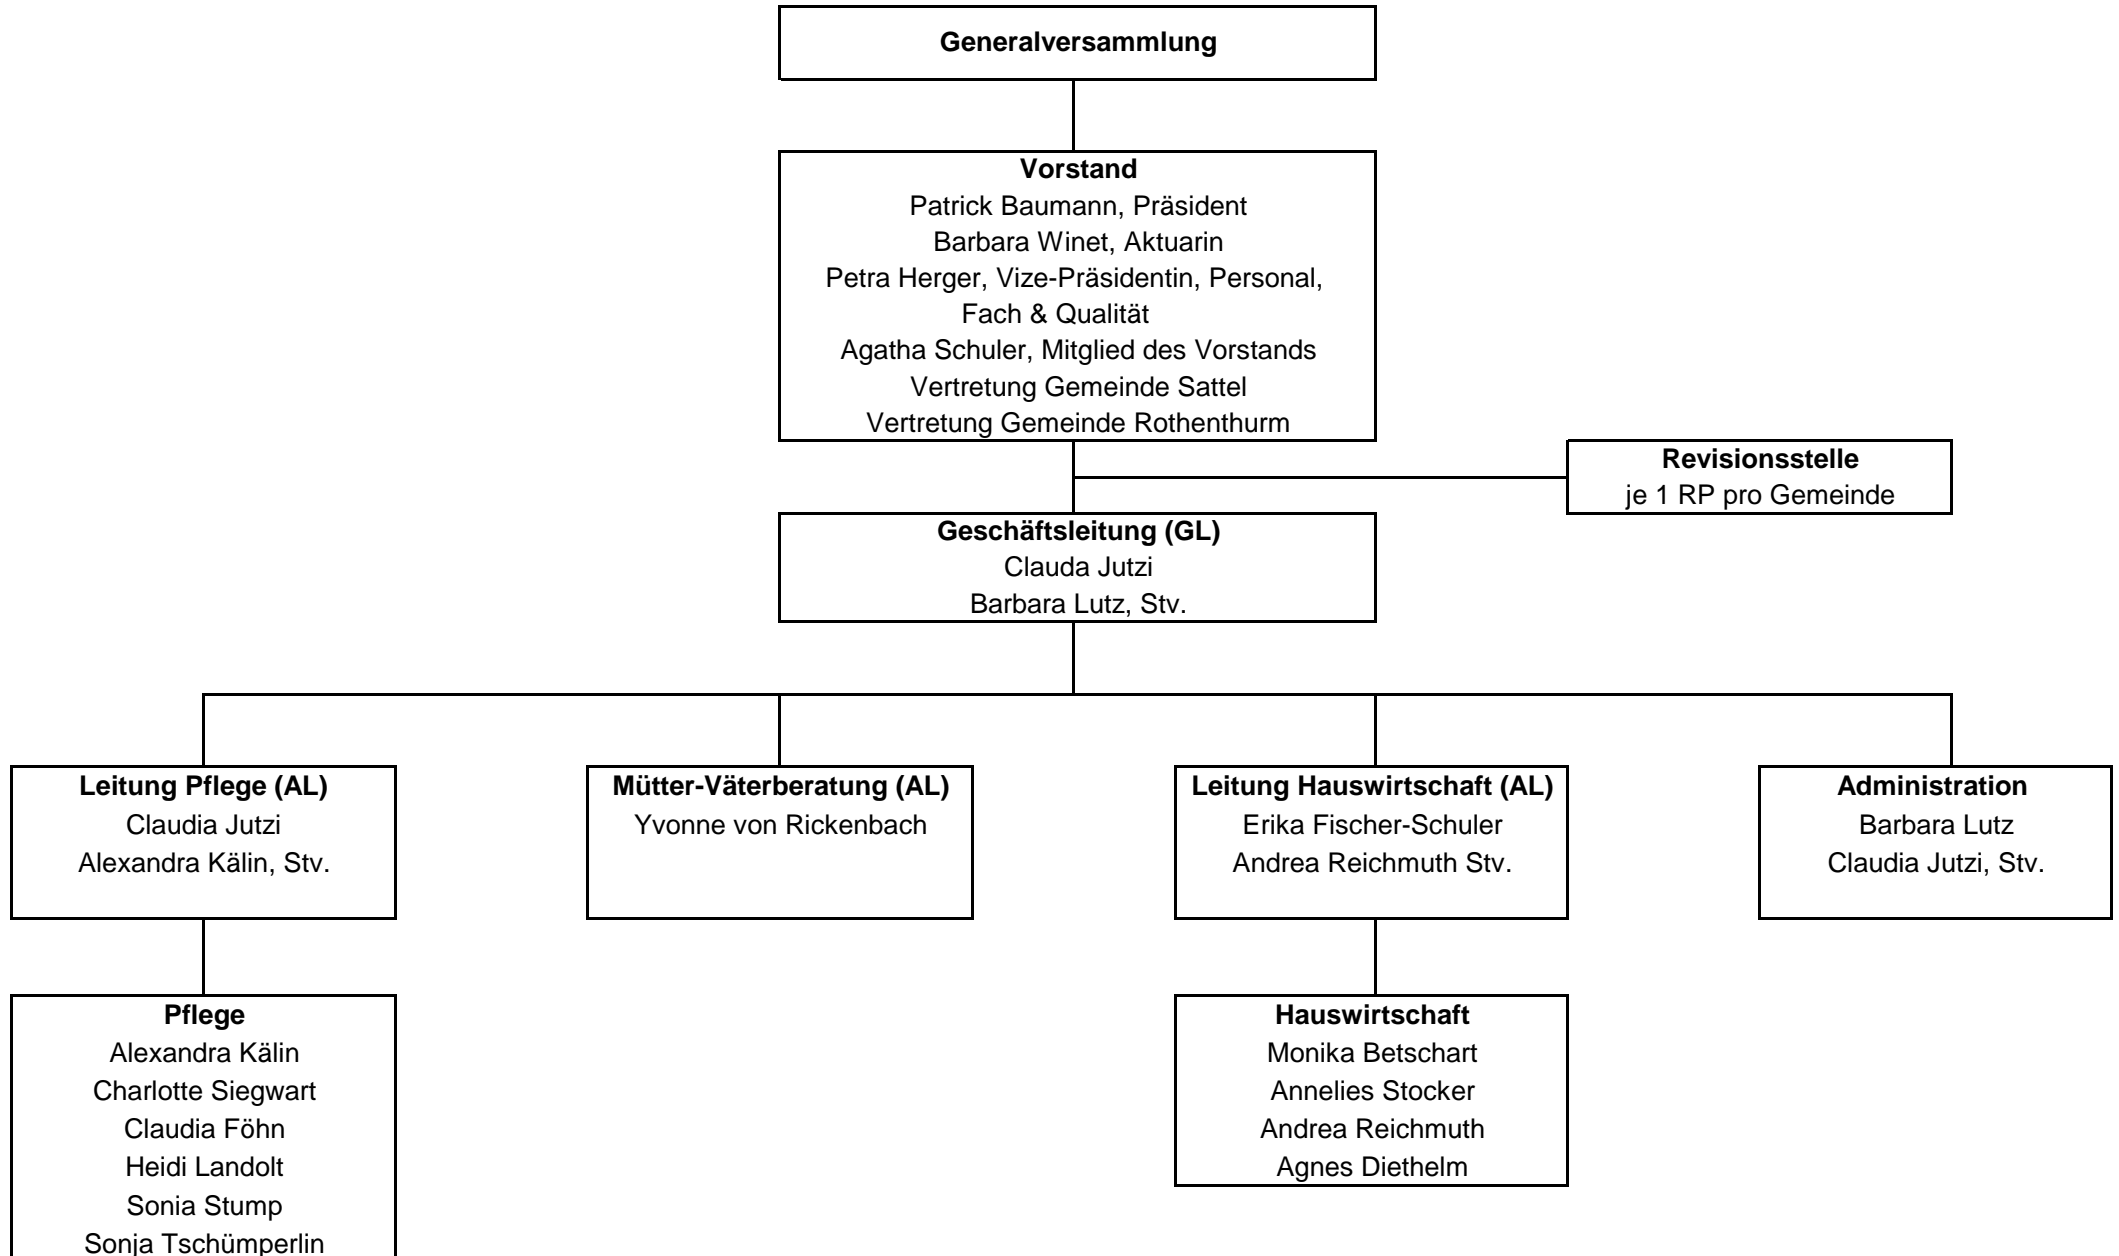 Generalversammlung
Vorstand
Patrick Baumann, Präsident
Barbara Winet, Aktuarin
Petra Herger, Vize-Präsidentin, Personal,
Fach & Qualität
Agatha Schuler, Mitglied des Vorstands
Vertretung Gemeinde Sattel
Vertretung Gemeinde Rothenthurm
Revisionsstelle
je 1 RP pro Gemeinde
Geschäftsleitung (GL)
Clauda Jutzi
Barbara Lutz, Stv.
Leitung Pflege (AL)
Claudia Jutzi
Alexandra Kälin, Stv.
Mütter-Väterberatung (AL)
Yvonne von Rickenbach
Leitung Hauswirtschaft (AL)
Erika Fischer-Schuler
Andrea Reichmuth Stv.
Administration
Barbara Lutz
Claudia Jutzi, Stv.
Pflege
Alexandra Kälin
Charlotte Siegwart
Claudia Föhn
Heidi Landolt
Sonia Stump
Sonja Tschümperlin
Hauswirtschaft
Monika Betschart
Annelies Stocker
Andrea Reichmuth
Agnes Diethelm